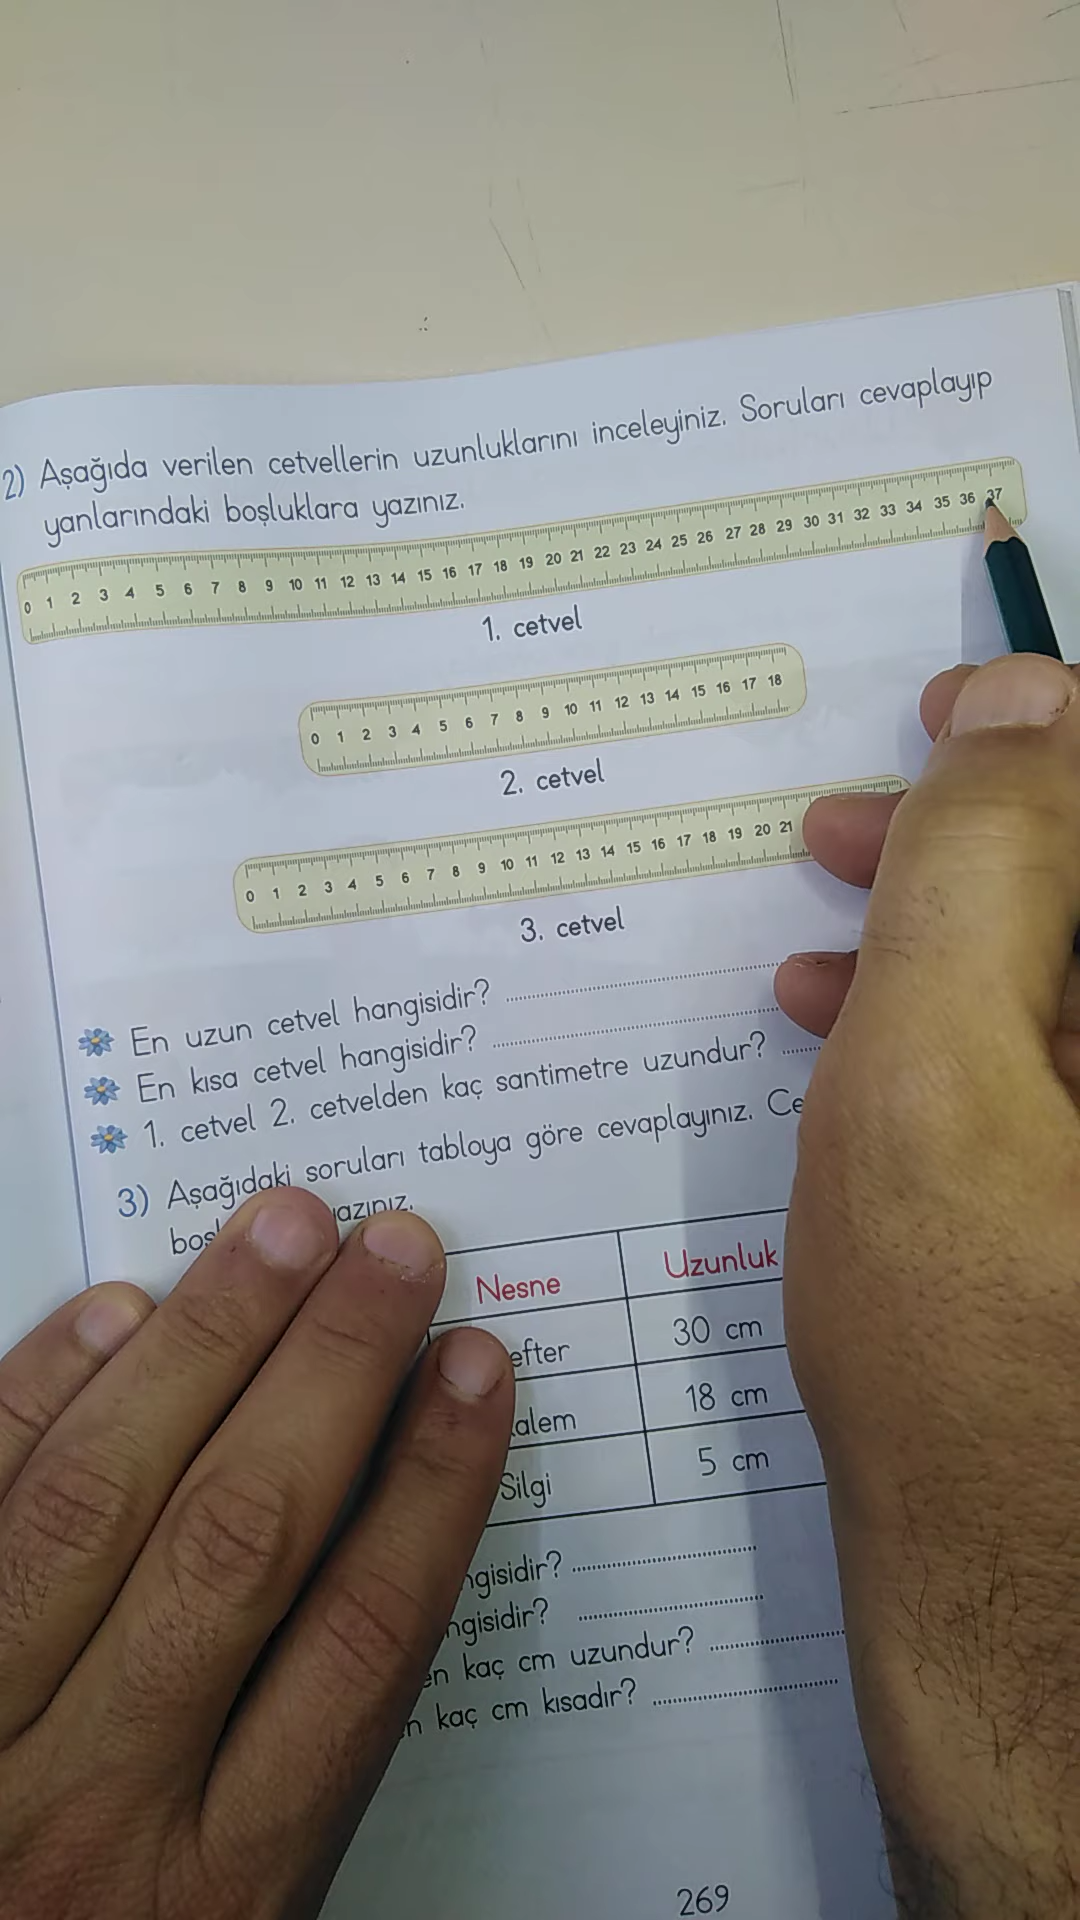 2) Aşağıda verilen cetvellerin uzunluklarını inceleyiniz. Soruları cevaplayıp
yanlarındaki boşluklara yazınız.
0 1 2 3 4 5 6 7 8 9 10 11 12 13 14 15 16 17 18 19 20 21 22 23 24 25 26 27 28 29 30 31 32 33 34 35 36 37
1. cetvel
0 1 2 3 4 5 6 7 8 9 10 11 12 13 14 15 16 17 18
2. cetvel
0 1 2 3 4 5 6 7 8 9 10 11 12 13 14 15 16 17 18 19 20 21
3. cetvel
En uzun cetvel hangisidir?
En kısa cetvel hangisidir?
1. cetvel 2. cetvelden kaç santimetre uzundur?
3) Aşağıdaki soruları tabloya göre cevaplayınız.
Nesne Uzunluk
efter 30 cm
alem 18 cm
Silgi 5 cm
ngisidir?
ngisidir?
en kaç cm uzundur?
n kaç cm kısadır?
269